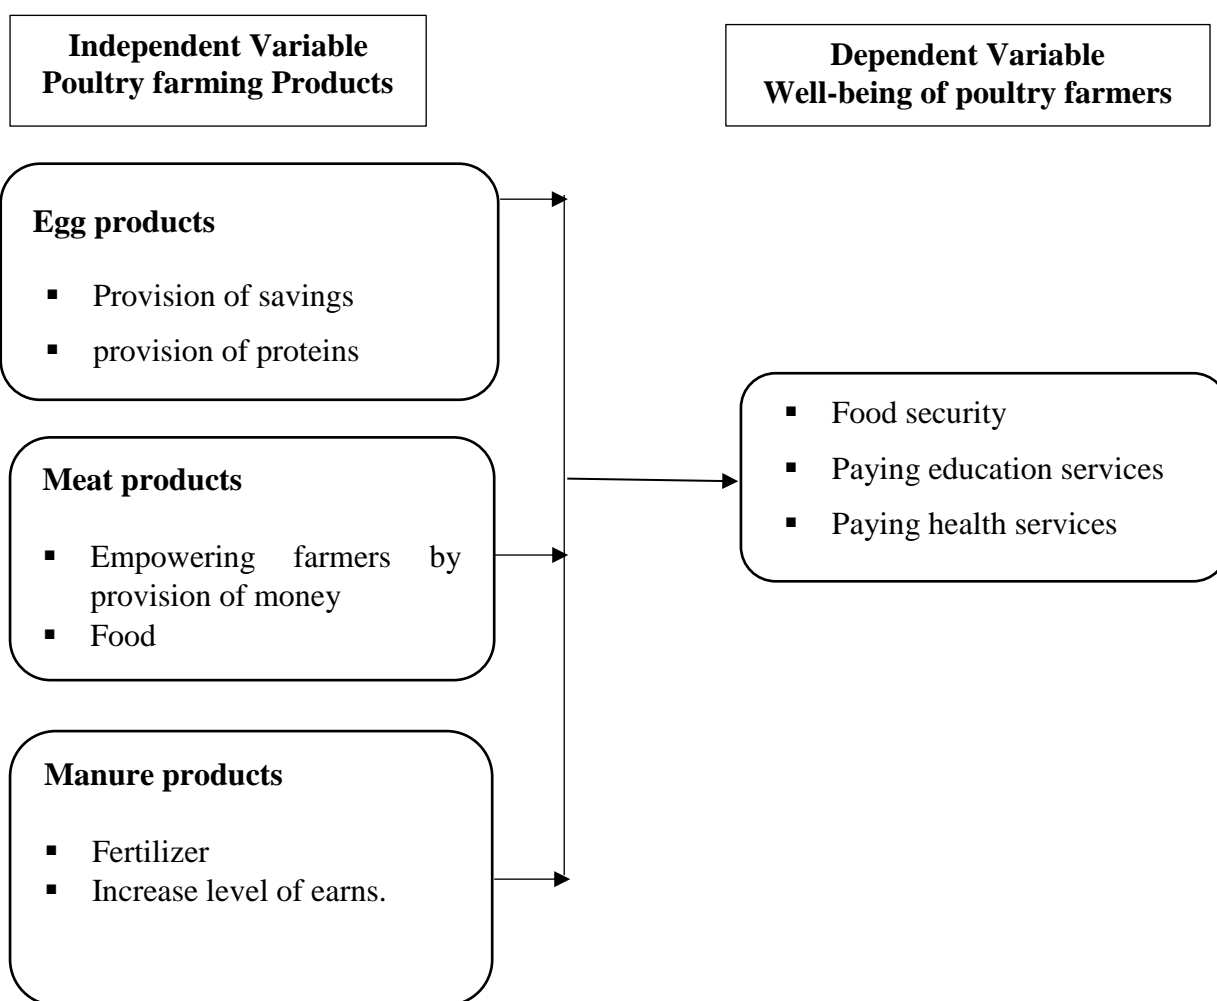 Independent Variable
Poultry farming Products
Dependent Variable
Well-being of poultry farmers
Egg products
▪ Provision of savings
▪ provision of proteins
Meat products
▪ Empowering farmers by
provision of money
▪ Food
Manure products
▪ Fertilizer
▪ Increase level of earns.
▪ Food security
▪ Paying education services
▪ Paying health services